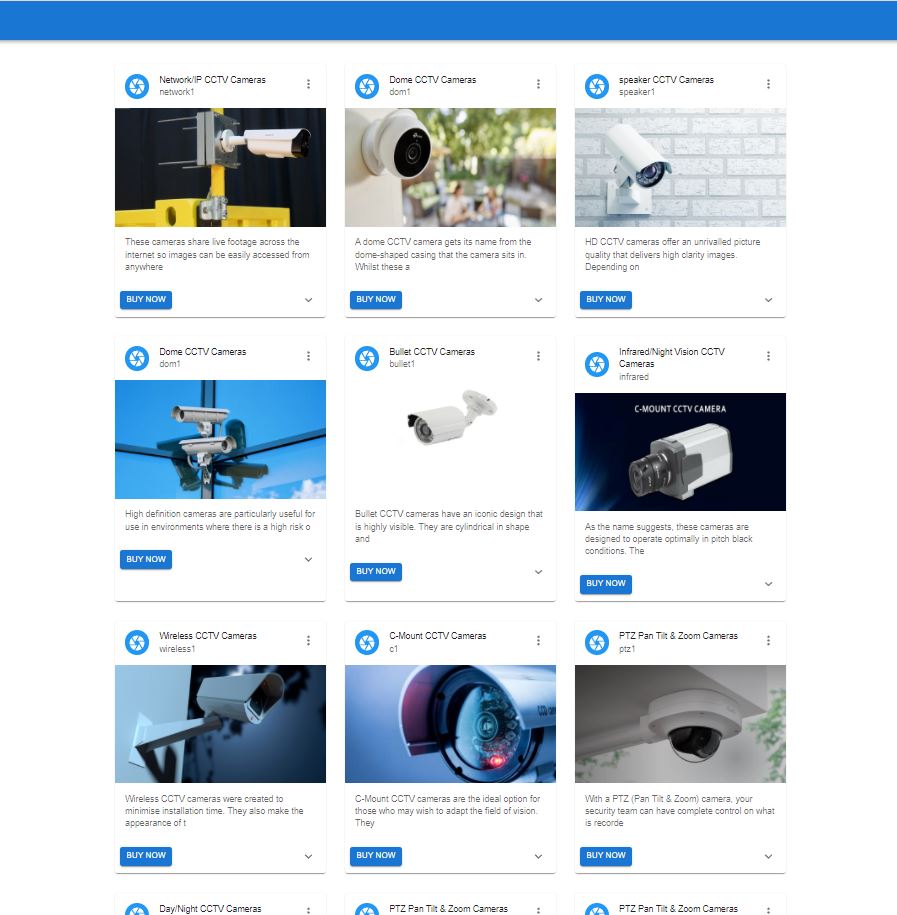 Network/IP CCTV Cameras
network1
These cameras share live footage across the
internet so images can be easily accessed from
anywhere
BUY NOW
Dome CCTV Cameras
dom1
A dome CCTV camera gets its name from the
dome-shaped casing that the camera sits in.
Whilst these a
BUY NOW
speaker CCTV Cameras
speaker1
HD CCTV cameras offer an unrivalled picture
quality that delivers high clarity images.
Depending on
BUY NOW
Dome CCTV Cameras
dom1
High definition cameras are particularly useful for
use in environments where there is a high risk o
BUY NOW
Bullet CCTV Cameras
bullet1
Bullet CCTV cameras have an iconic design that
is highly visible. They are cylindrical in shape
and
BUY NOW
Infrared/Night Vision CCTV
Cameras
infrared
C-MOUNT CCTV CAMERA
As the name suggests, these cameras are
designed to operate optimally in pitch black
conditions. The
BUY NOW
Wireless CCTV Cameras
wireless1
Wireless CCTV cameras were created to
minimise installation time. They also make the
appearance of t
BUY NOW
C-Mount CCTV Cameras
c1
CCD cam
C-Mount CCTV cameras are the ideal option for
those who may wish to adapt the field of vision.
They
BUY NOW
PTZ Pan Tilt & Zoom Cameras
ptz1
With a PTZ (Pan Tilt & Zoom) camera, your
security team can have complete control on what
is recorde
BUY NOW
Day/Night CCTV Cameras
PTZ Pan Tilt & Zoom Cameras
PTZ Pan Tilt & Zoom Cameras